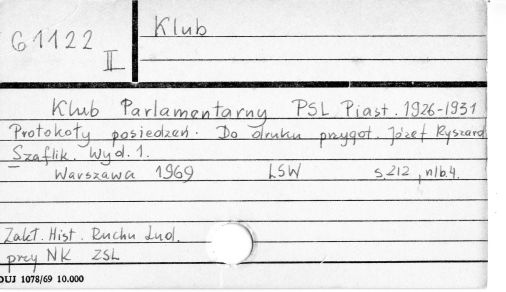 G 1122
II
Klub
Klub Parlamentarny PSL Piast. 1926-1931
Protokoły posiedzeń. Do druku przygot. Józef Ryszard
Szaflik. Wyd. 1.
Warszawa 1969 LSW s. 212, nlb. 4.
Zakł. Hist. Ruchu Lud.
przy NK ZSL
DUJ 1078/69 10.000